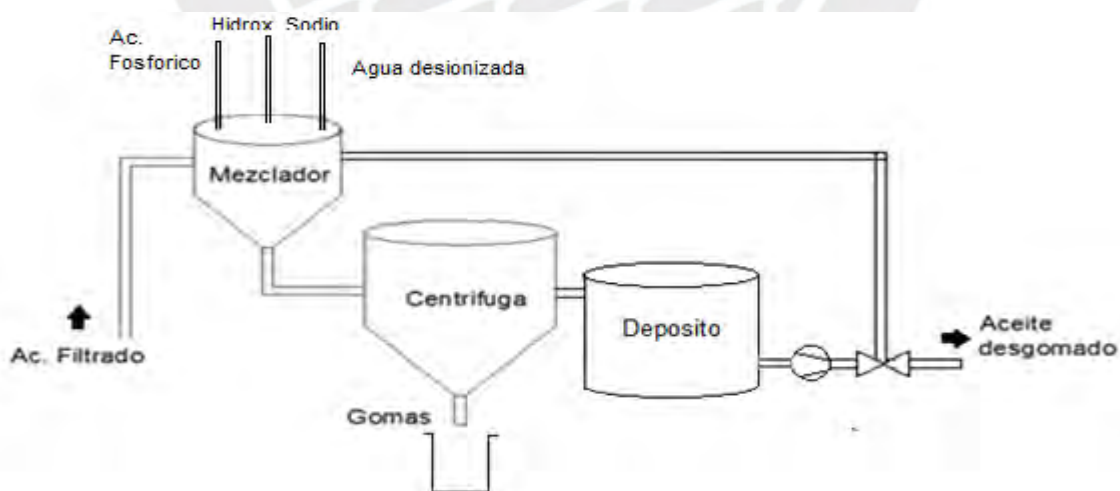 Hidrox Sodio
Ac.
Fosforico
Agua desionizada
Mezclador
Centrifuga
Deposito
Aceite
desgomado
Ac. Filtrado
Gomas